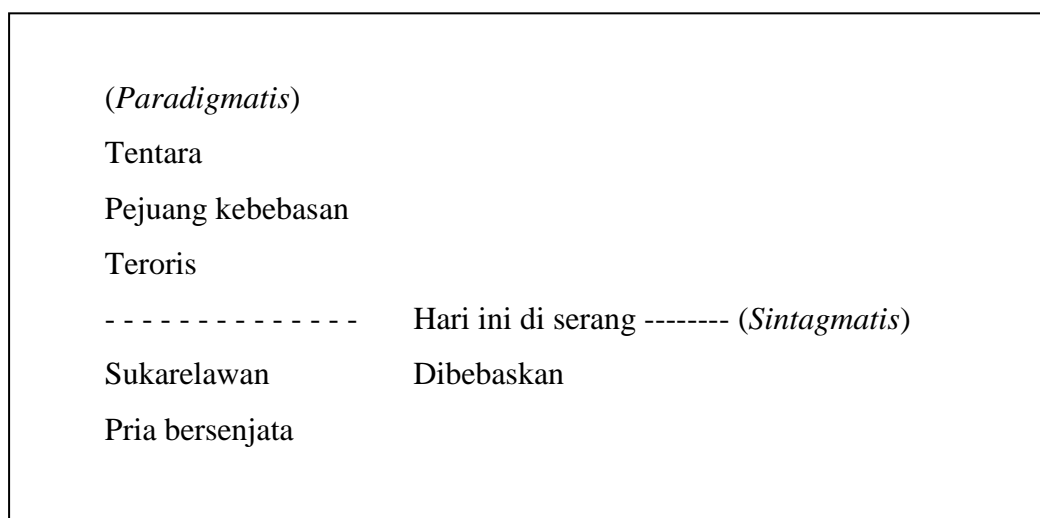 (Paradigmatis)
Tentara
Pejuang kebebasan
Teroris
- - - - - - - - - - - - - - Hari ini di serang -------- (Sintagmatis)
Sukarelawan Dibebaskan
Pria bersenjata